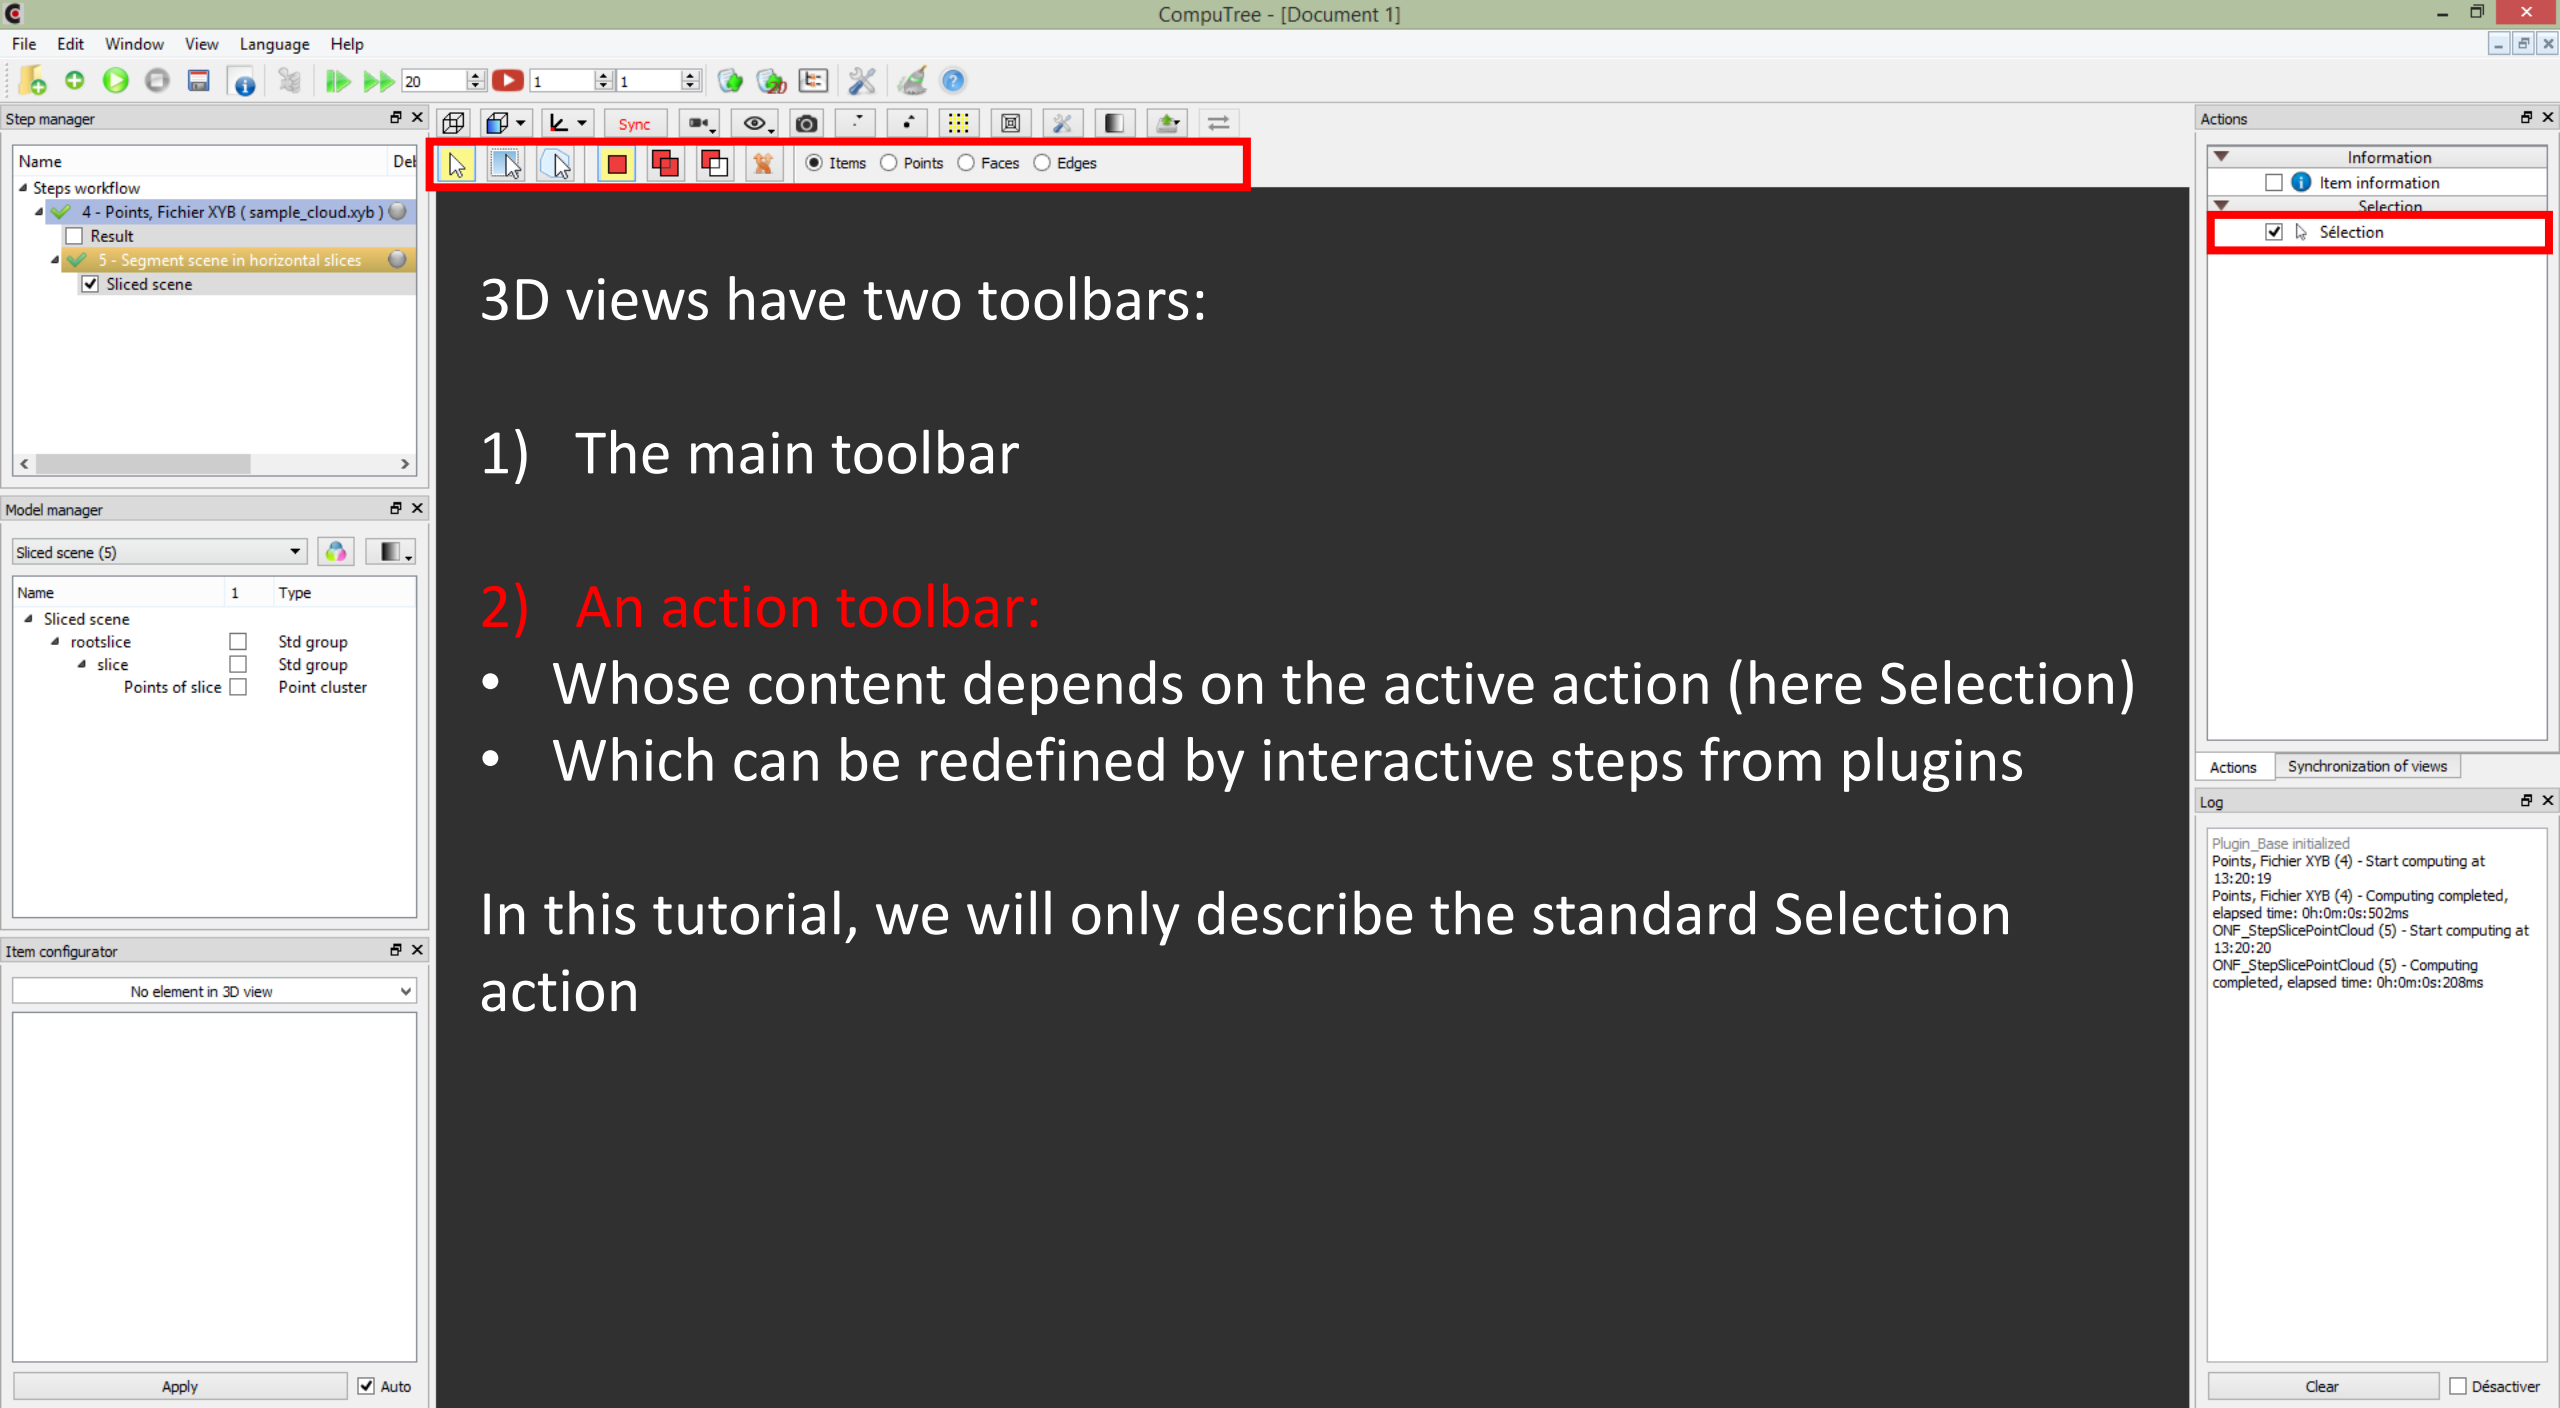 CompuTree - [Document 1]
File Edit Window View Language Help
20 1 1 2D
Step manager
Name Det
Steps workflow
4 - Points, Fichier XYB ( sample_cloud.xyb )
Result
5 - Segment scene in horizontal slices
Sliced scene
Model manager
Sliced scene (5)
Name 1 Type
Sliced scene
rootslice Std group
slice Std group
Points of slice Point cluster
Item configurator
No element in 3D view
Apply Auto
Sync
Items Points Faces Edges
3D views have two toolbars:
1) The main toolbar
2) An action toolbar:
• Whose content depends on the active action (here Selection)
• Which can be redefined by interactive steps from plugins
In this tutorial, we will only describe the standard Selection
action
Actions
Information
Item information
Selection
Sélection
Actions Synchronization of views
Log
Plugin_Base initialized
Points, Fichier XYB (4) - Start computing at
13:20:19
Points, Fichier XYB (4) - Computing completed,
elapsed time: 0h:0m:0s:502ms
ONF_StepSlicePointCloud (5) - Start computing at
13:20:20
ONF_StepSlicePointCloud (5) - Computing
completed, elapsed time: 0h:0m:0s:208ms
Clear Désactiver